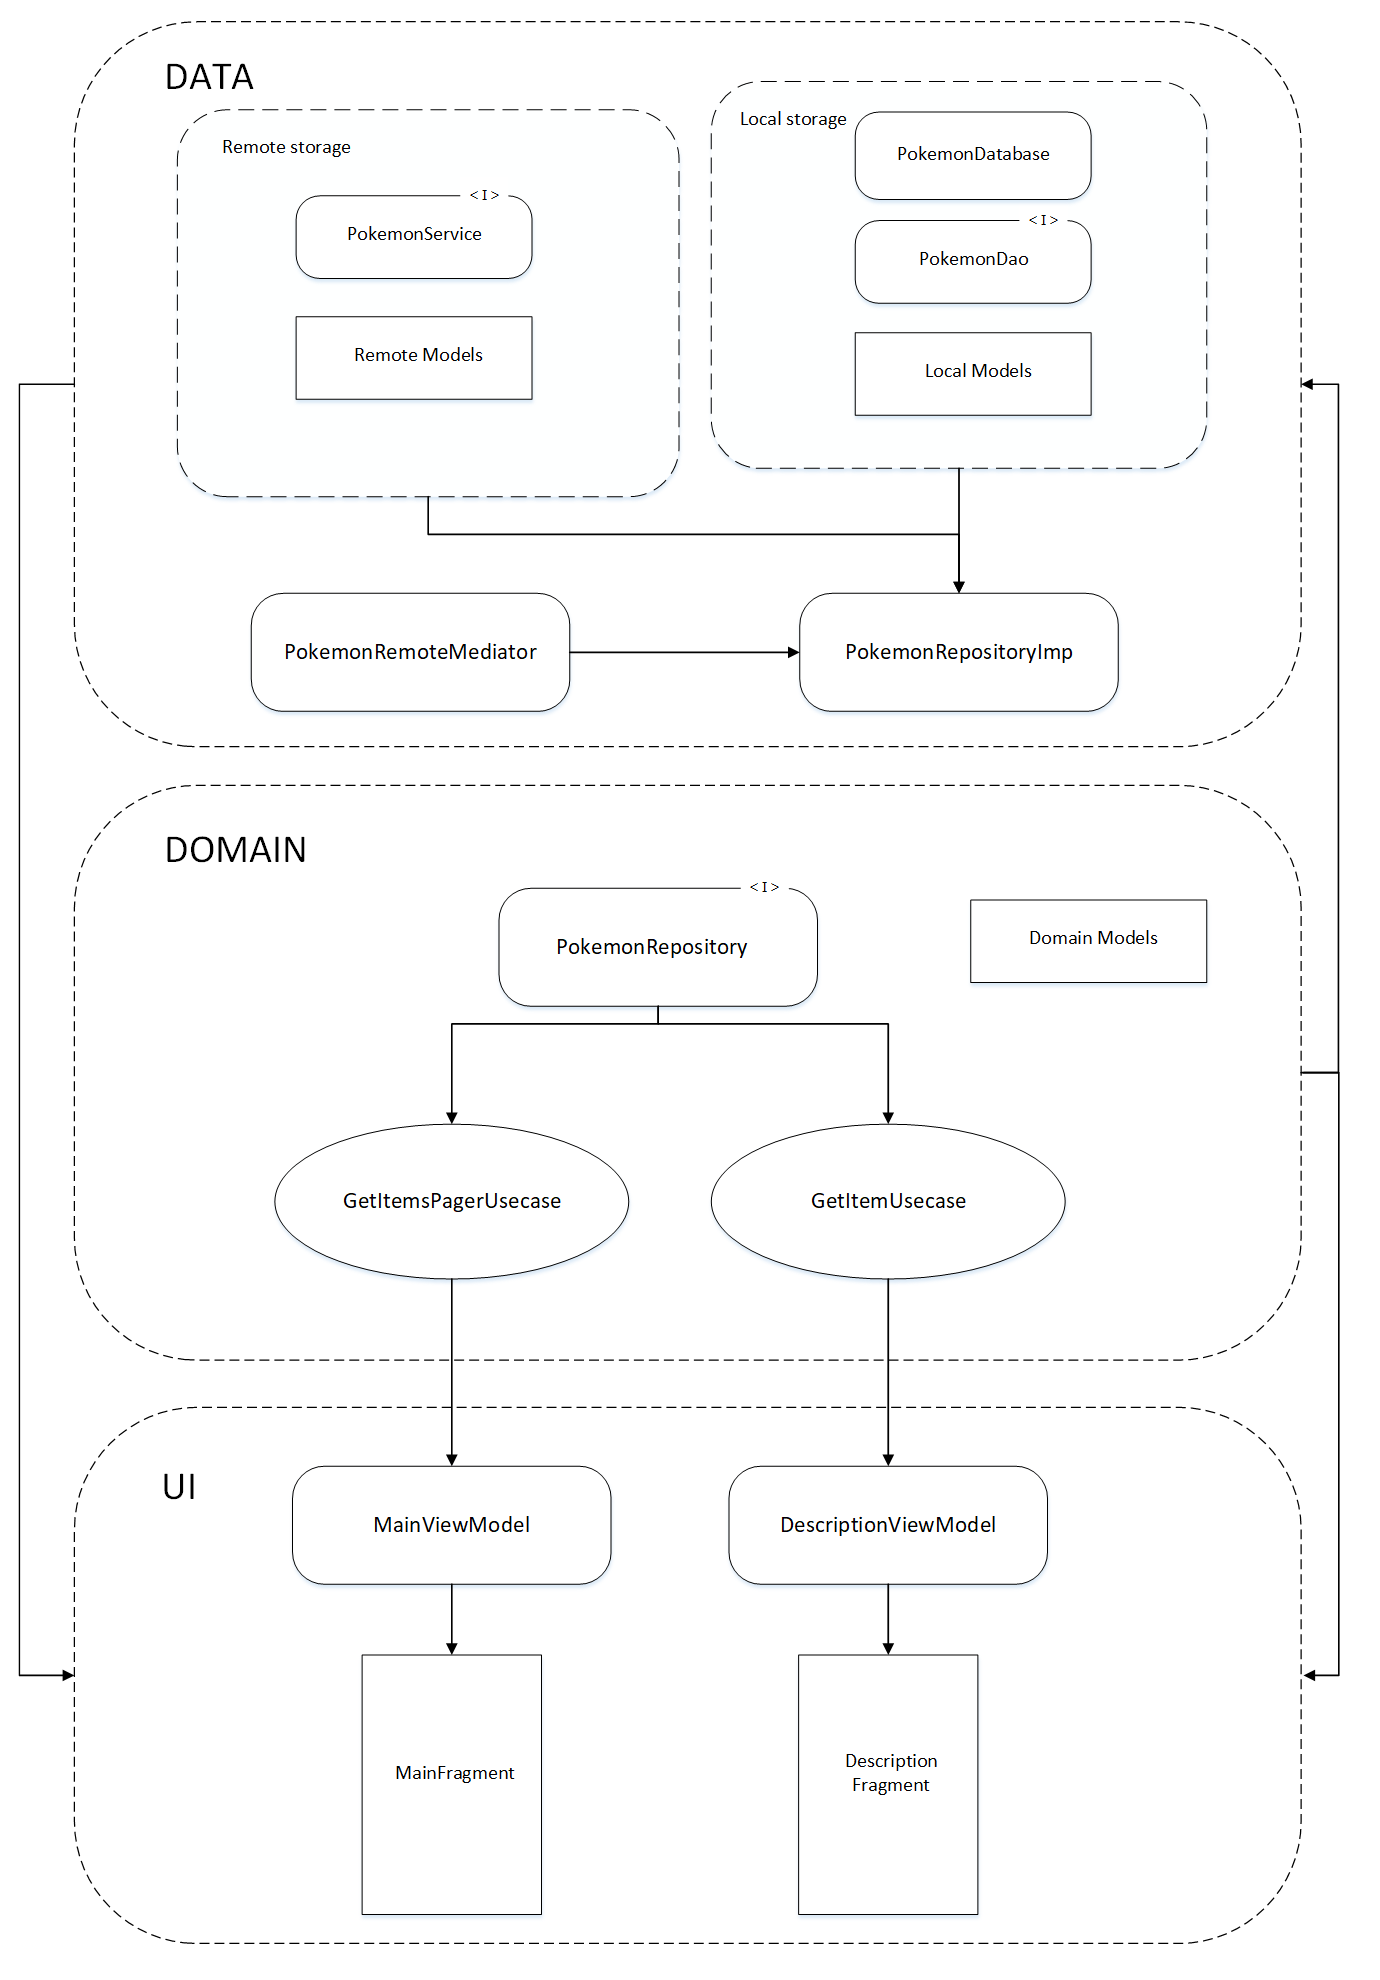 DATA
Remote storage
<I>
PokemonService
Remote Models
Local storage
PokemonDatabase
<I>
PokemonDao
Local Models
PokemonRemoteMediator
PokemonRepositoryImp
DOMAIN
<I>
PokemonRepository
Domain Models
GetItemsPagerUsecase
GetItemUsecase
UI
MainViewModel
DescriptionViewModel
MainFragment
Description
Fragment